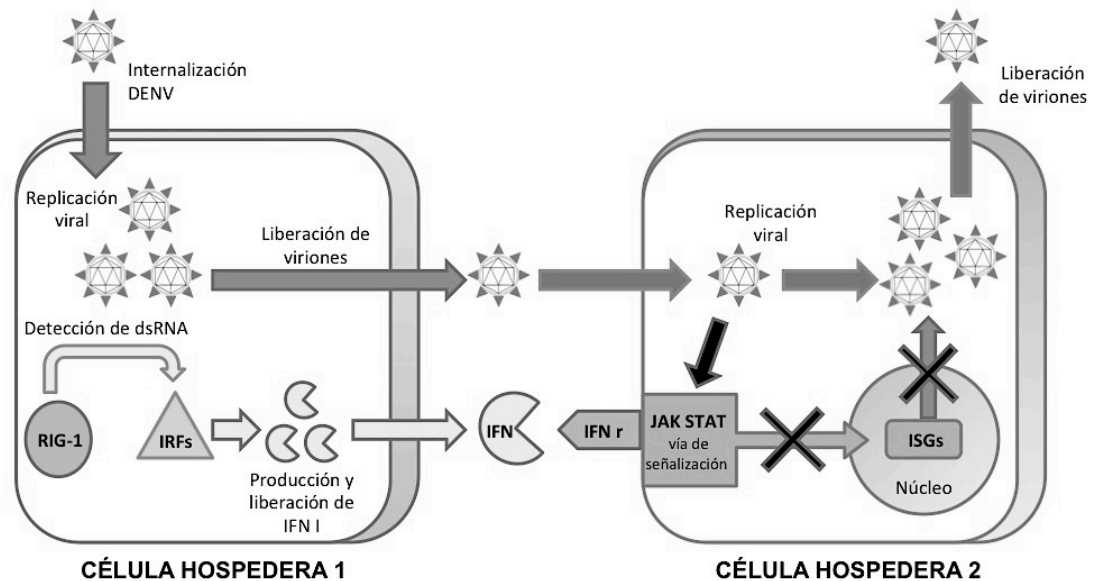 Internalización
DENV
Replicación
viral
Liberación de
viriones
Detección de dsRNA
RIG-1
IRFs
Producción y
liberación de
IFN I
IFN
IFN r
JAK STAT
vía de
señalización
Replicación
viral
ISGs
Núcleo
Liberación
de viriones
CÉLULA HOSPEDERA 1
CÉLULA HOSPEDERA 2